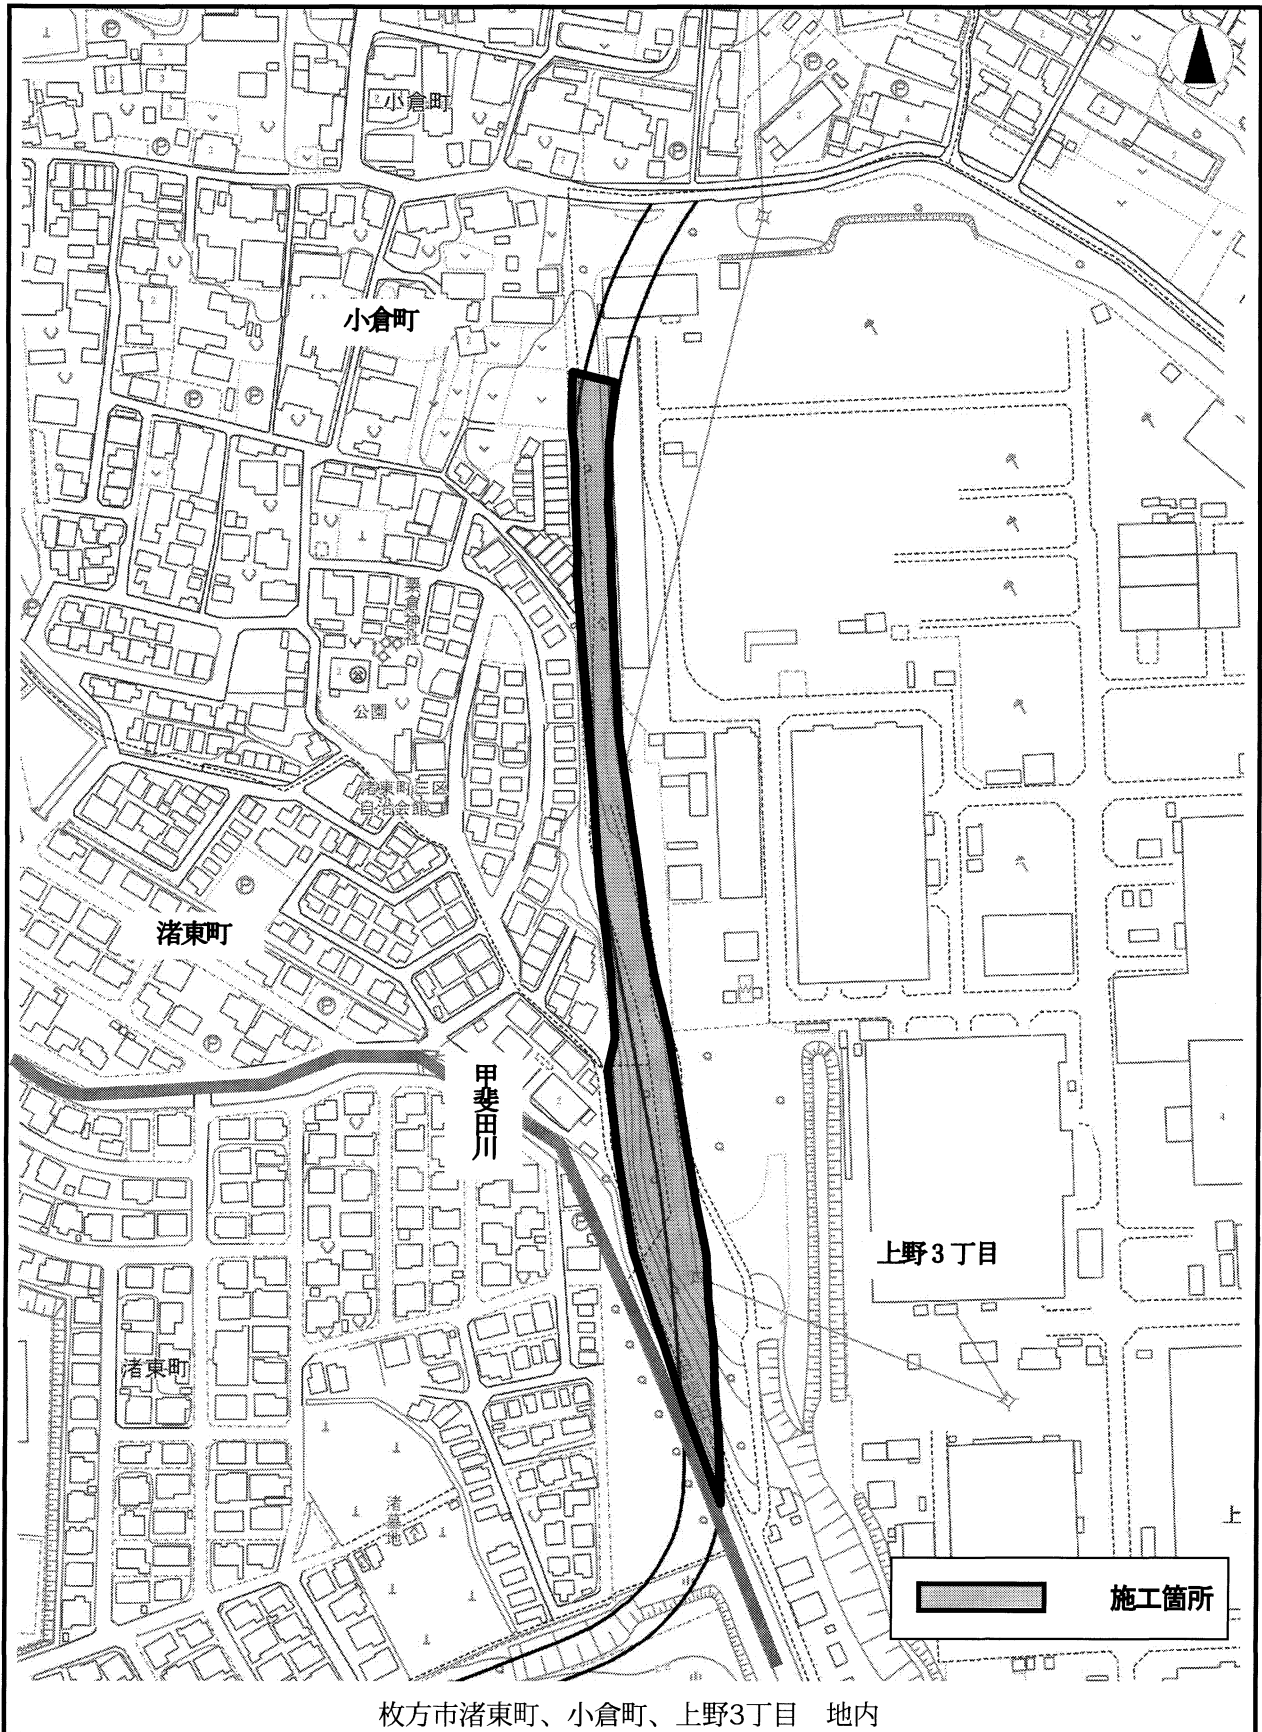 小倉町
小倉町
粟倉神社
公園
渚東町三区
自治会館
渚東町
甲斐田川
上野3丁目
渚東町
渚墓地
上
施工箇所
枚方市渚東町、小倉町、上野3丁目 地内